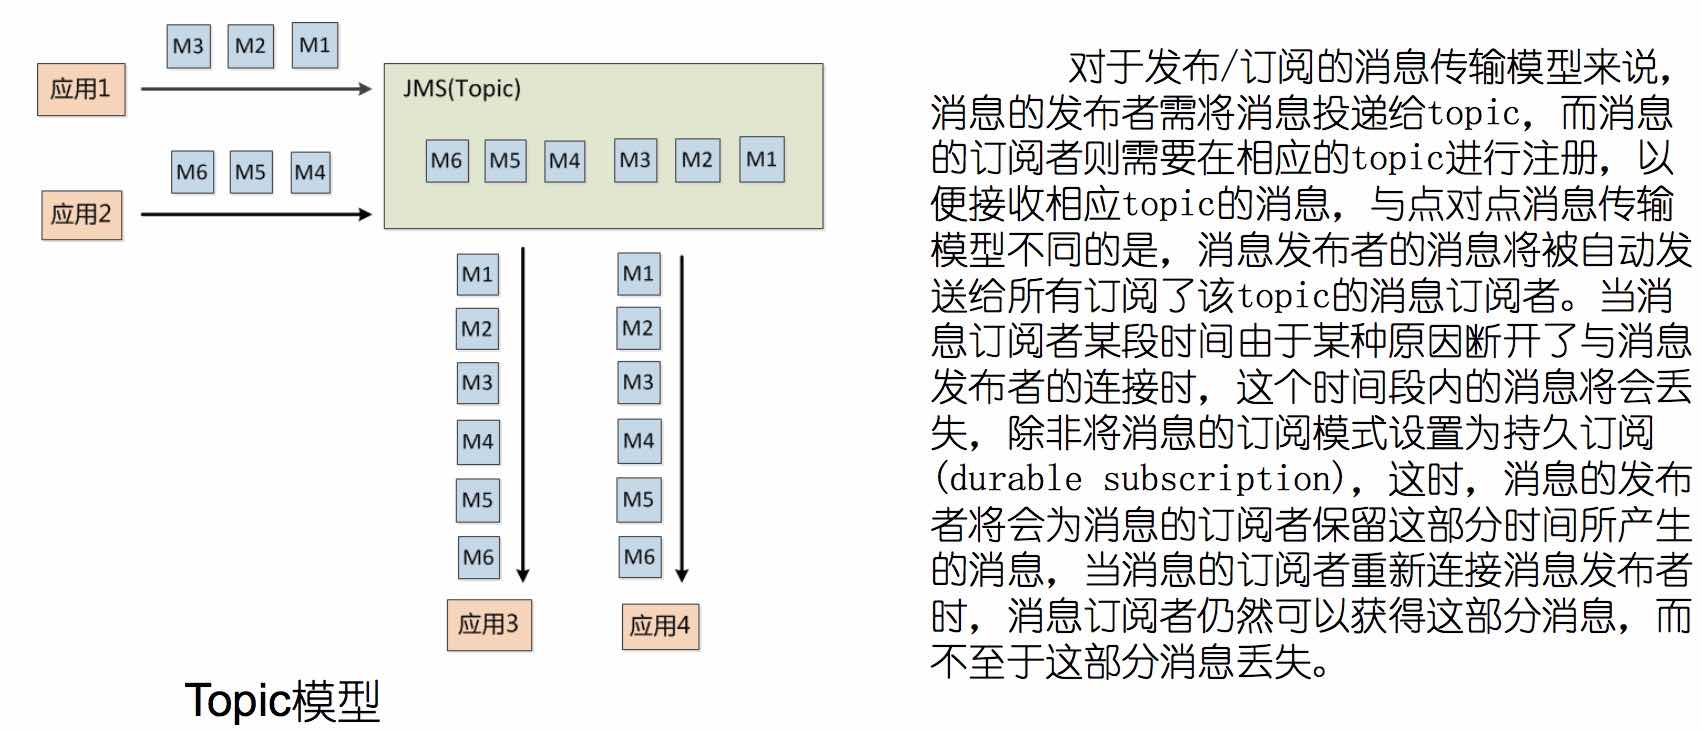 M3 M2 M1
应用1
JMS(Topic)
M6 M5 M4 M3 M2 M1
M6 M5 M4
应用2
M1 M1
M2 M2
M3 M3
M4 M4
M5 M5
M6 M6
应用3 应用4
Topic模型
对于发布/订阅的消息传输模型来说，
消息的发布者需将消息投递给topic，而消息
的订阅者则需要在相应的topic进行注册，以
便接收相应topic的消息，与点对点消息传输
模型不同的是，消息发布者的消息将被自动发
送给所有订阅了该topic的消息订阅者。当消
息订阅者某段时间由于某种原因断开了与消息
发布者的连接时，这个时间段内的消息将会丢
失，除非将消息的订阅模式设置为持久订阅
(durable subscription)，这时，消息的发布
者将会为消息的订阅者保留这部分时间所产生
的消息，当消息的订阅者重新连接消息发布者
时，消息订阅者仍然可以获得这部分消息，而
不至于这部分消息丢失。